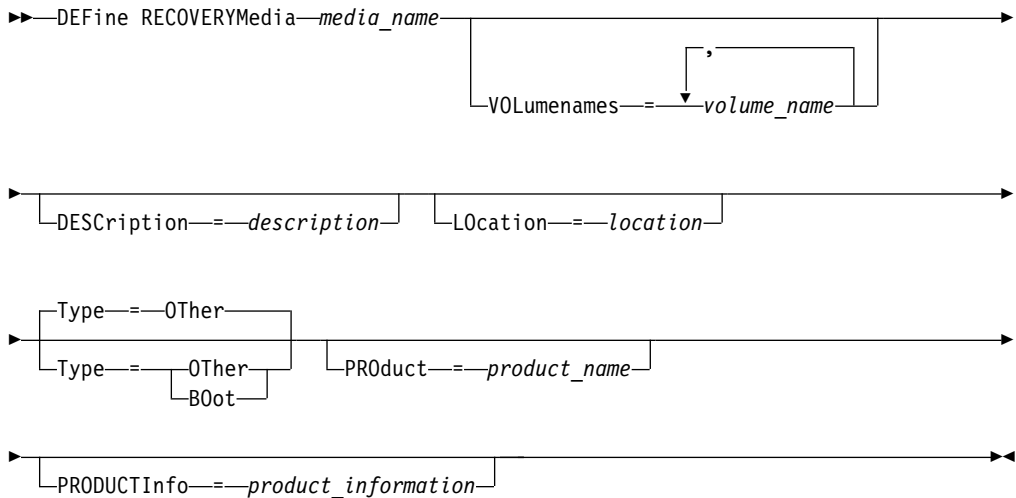 DEFine RECOVERYMedia media_name
,
VOLumenames = volume_name
DESCription = description LOcation = location
Type = OTher
Type = OTher PROduct = product_name
BOot
PRODUCTInfo = product_information